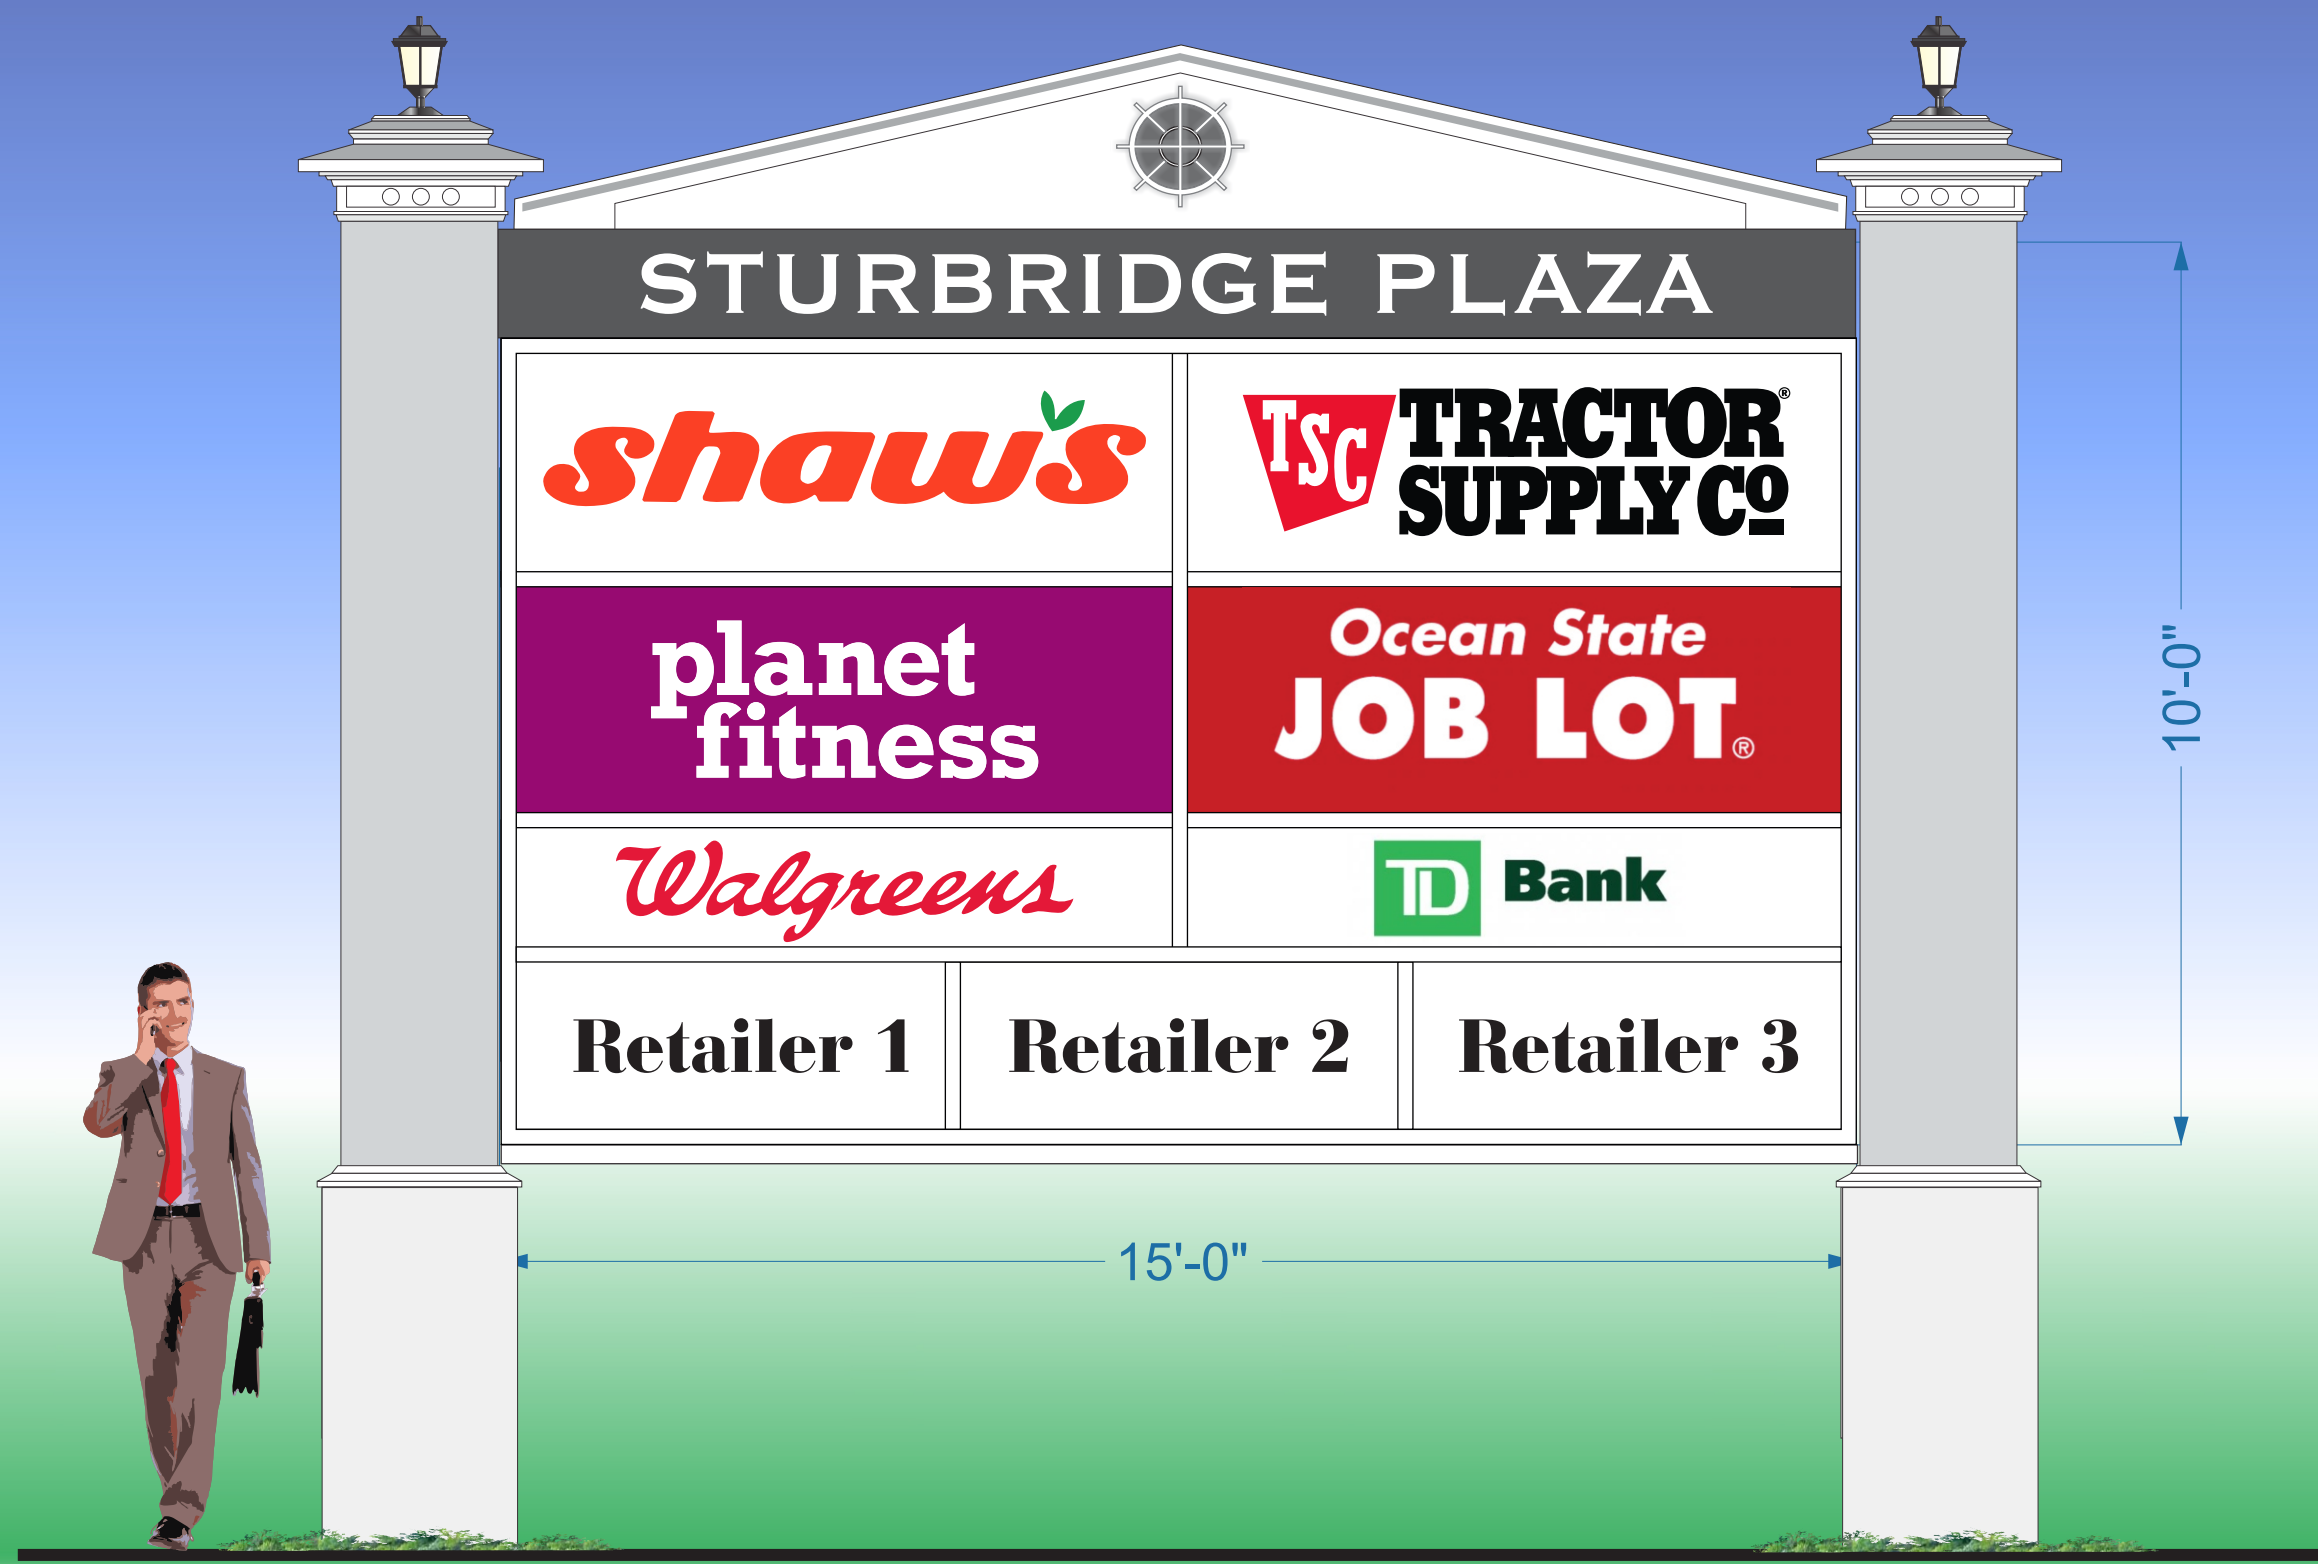 STURBRIDGE PLAZA
shaw's
TSC
TRACTOR®
SUPPLY Co
planet
fitness
Ocean State
JOB LOT®
Walgreens
TD Bank
Retailer 1
Retailer 2
Retailer 3
10'-0"
15'-0"